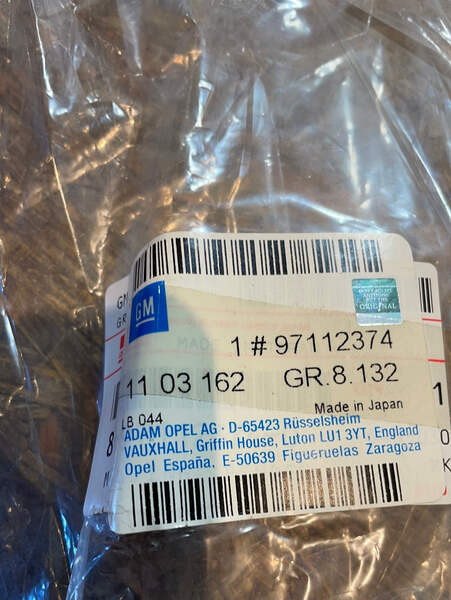 GM
ORIGINAL
1 # 97112374
11 03 162 GR.8.132
Made in Japan
LB 044
ADAM OPEL AG · D-65423 Rüsselsheim
VAUXHALL, Griffin House, Luton LU1 3YT, England
Opel España. E-50639 Figueruelas Zaragoza